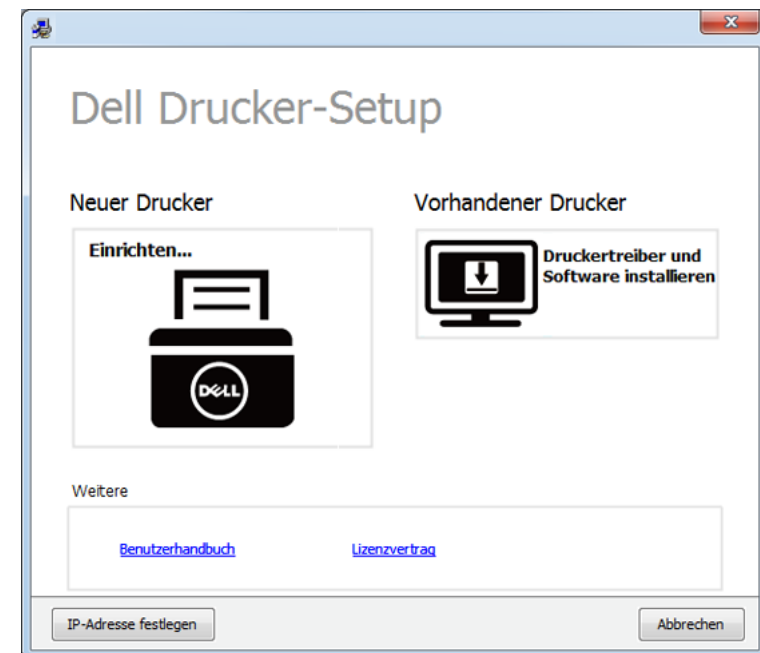 Dell Drucker-Setup
Neuer Drucker
Vorhandener Drucker
Einrichten...
DELL
Druckertreiber und
Software installieren
Weitere
Benutzerhandbuch
Lizenzvertrag
IP-Adresse festlegen
Abbrechen